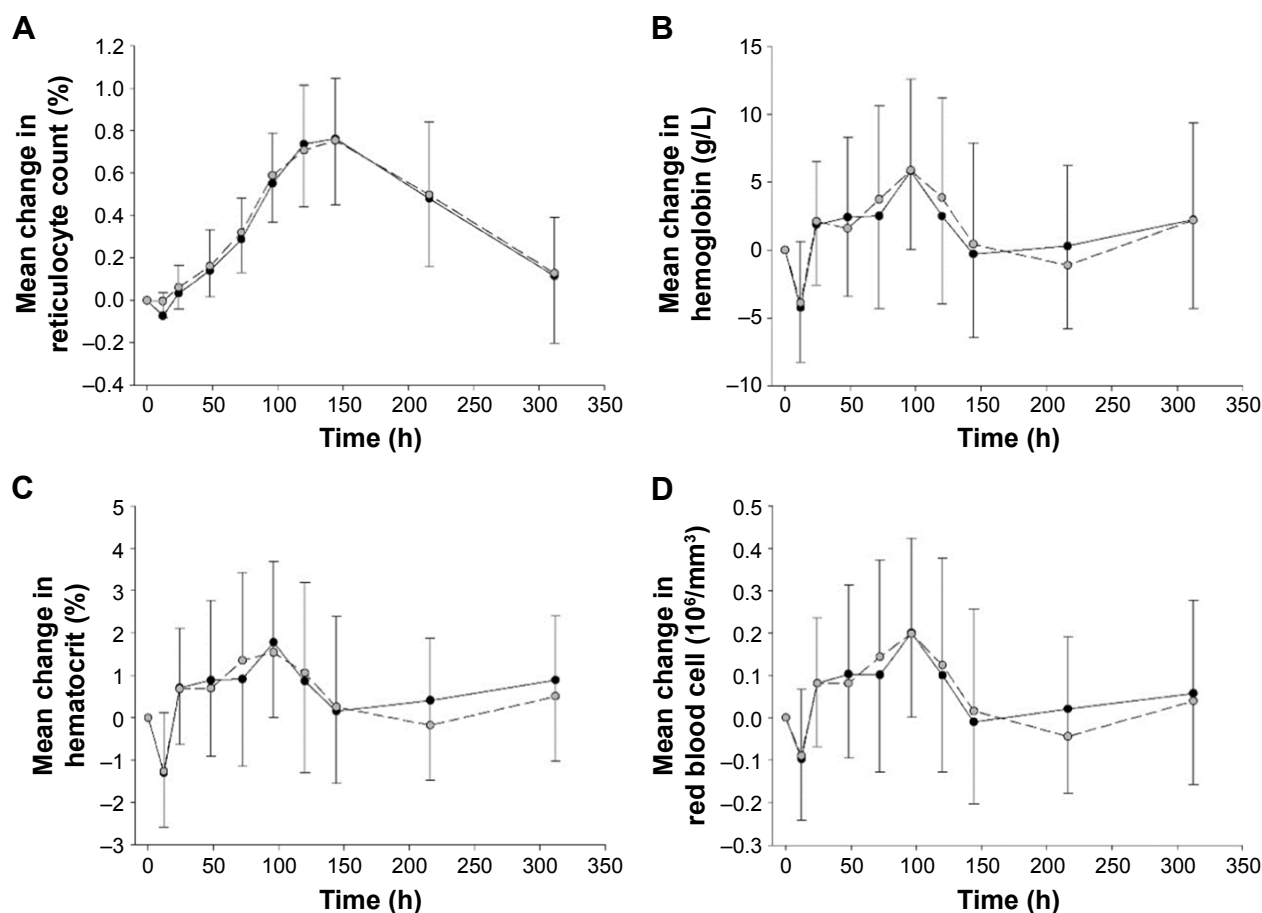 A
Mean change in
reticulocyte count (%)
1.2
1.0
0.8
0.6
0.4
0.2
0.0
–0.2
–0.4
0 50 100 150 200 250 300 350
Time (h)
B
Mean change in
hemoglobin (g/L)
15
10
5
0
–5
–10
0 50 100 150 200 250 300 350
Time (h)
C
Mean change in
hematocrit (%)
5
4
3
2
1
0
–1
–2
–3
0 50 100 150 200 250 300 350
Time (h)
D
Mean change in
red blood cell (10⁶/mm³)
0.5
0.4
0.3
0.2
0.1
0.0
–0.1
–0.2
–0.3
0 50 100 150 200 250 300 350
Time (h)